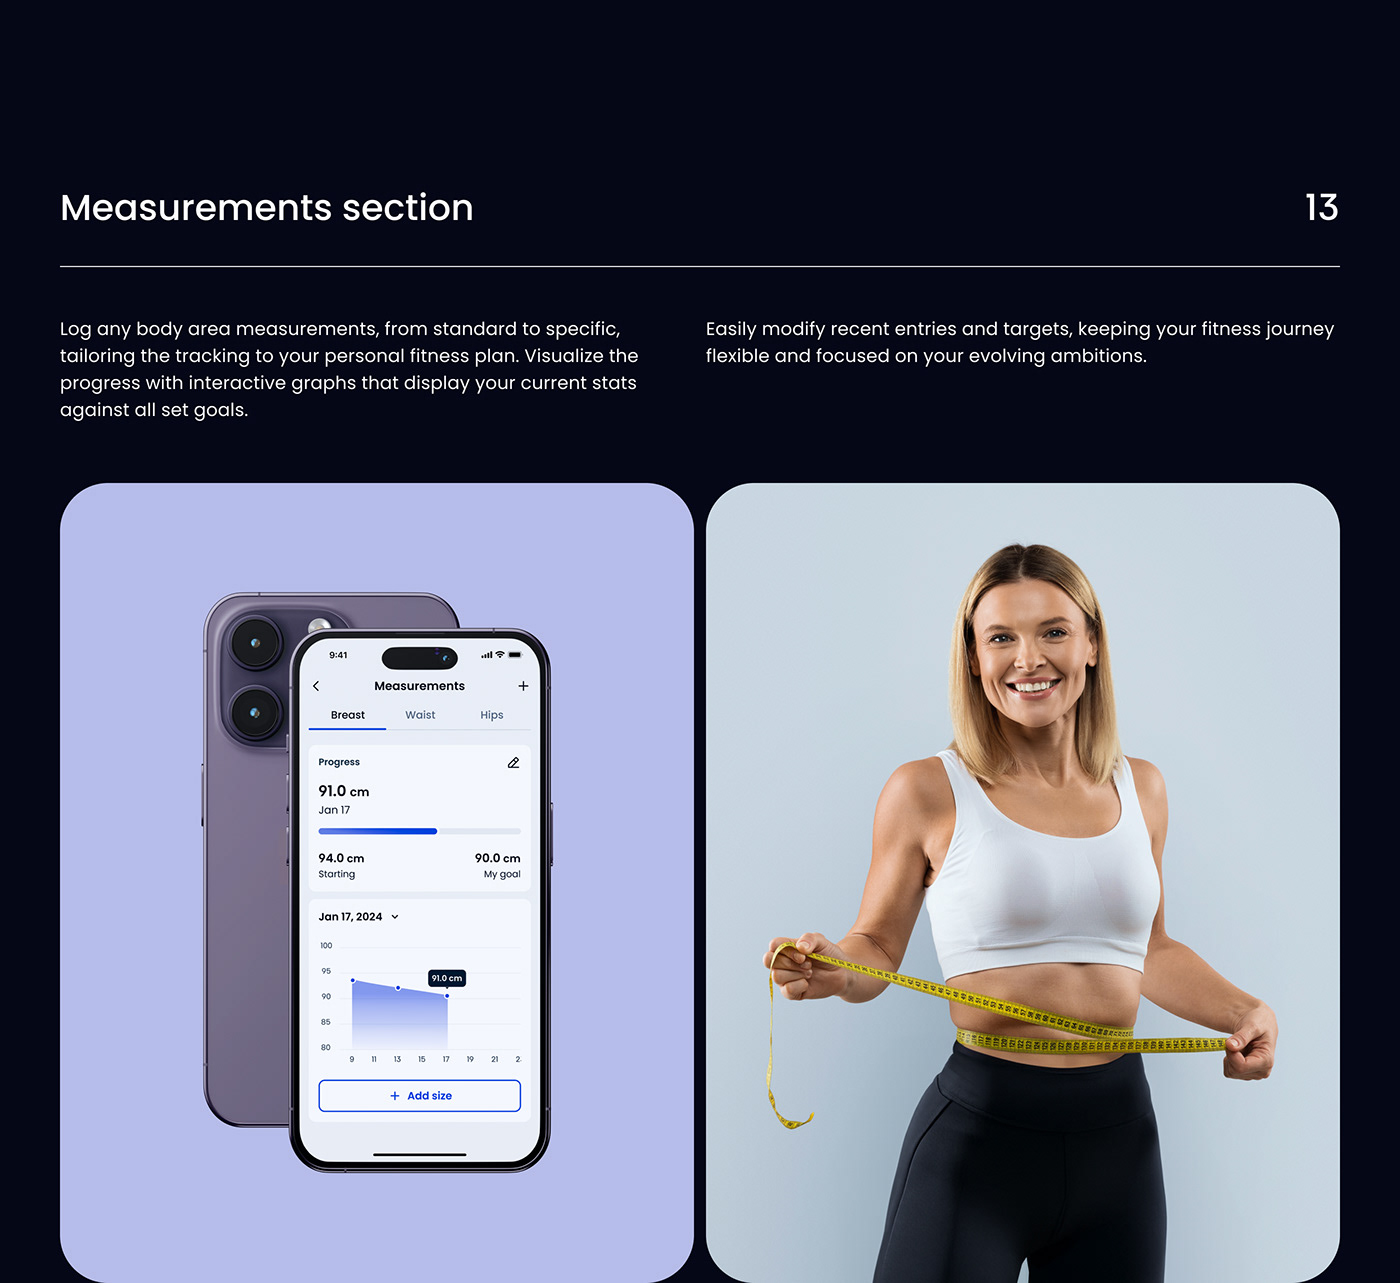 Measurements section
13
Log any body area measurements, from standard to specific,
tailoring the tracking to your personal fitness plan. Visualize the
progress with interactive graphs that display your current stats
against all set goals.
Easily modify recent entries and targets, keeping your fitness journey
flexible and focused on your evolving ambitions.
9:41
Measurements
Breast Waist Hips
Progress
91.0 cm
Jan 17
94.0 cm 90.0 cm
Starting My goal
Jan 17, 2024
100
95
91.0 cm
90
85
80
9 11 13 15 17 19 21 2
+ Add size